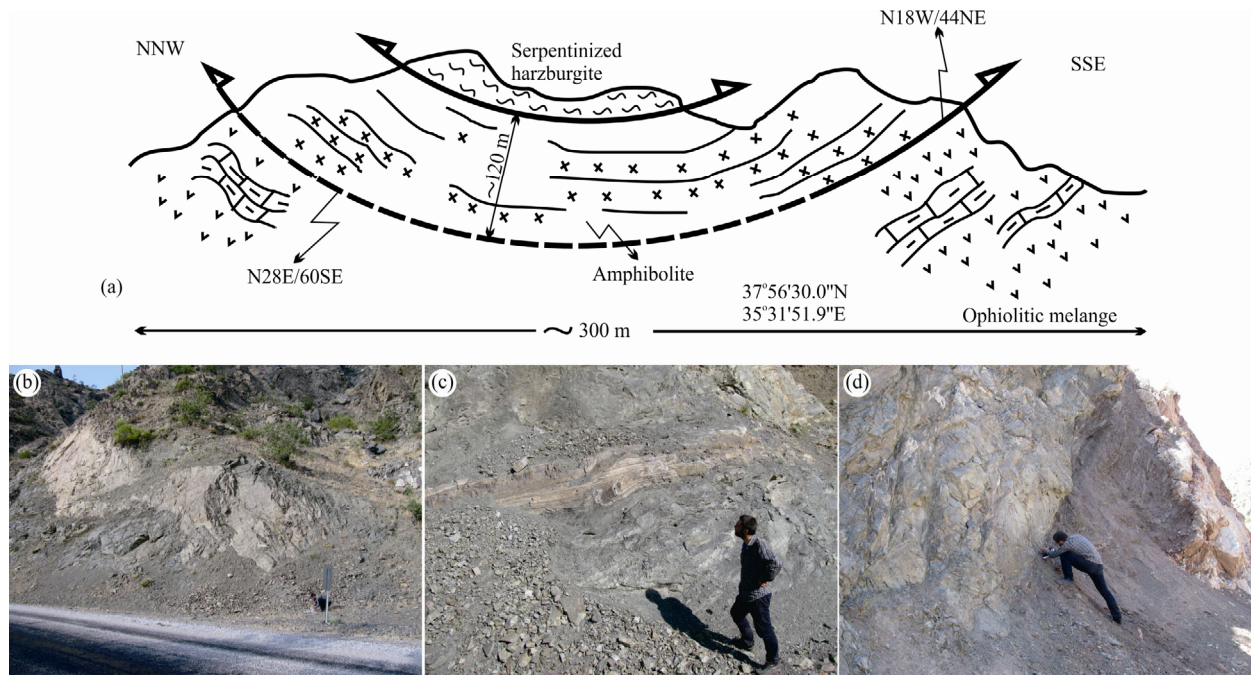 NNW
Serpentinized
harzburgite
N18W/44NE
SSE
~120 m
N28E/60SE
Amphibolite
(a)
37°56'30.0"N
35°31'51.9"E
Ophiolitic melange
~ 300 m
(b)
(c)
(d)